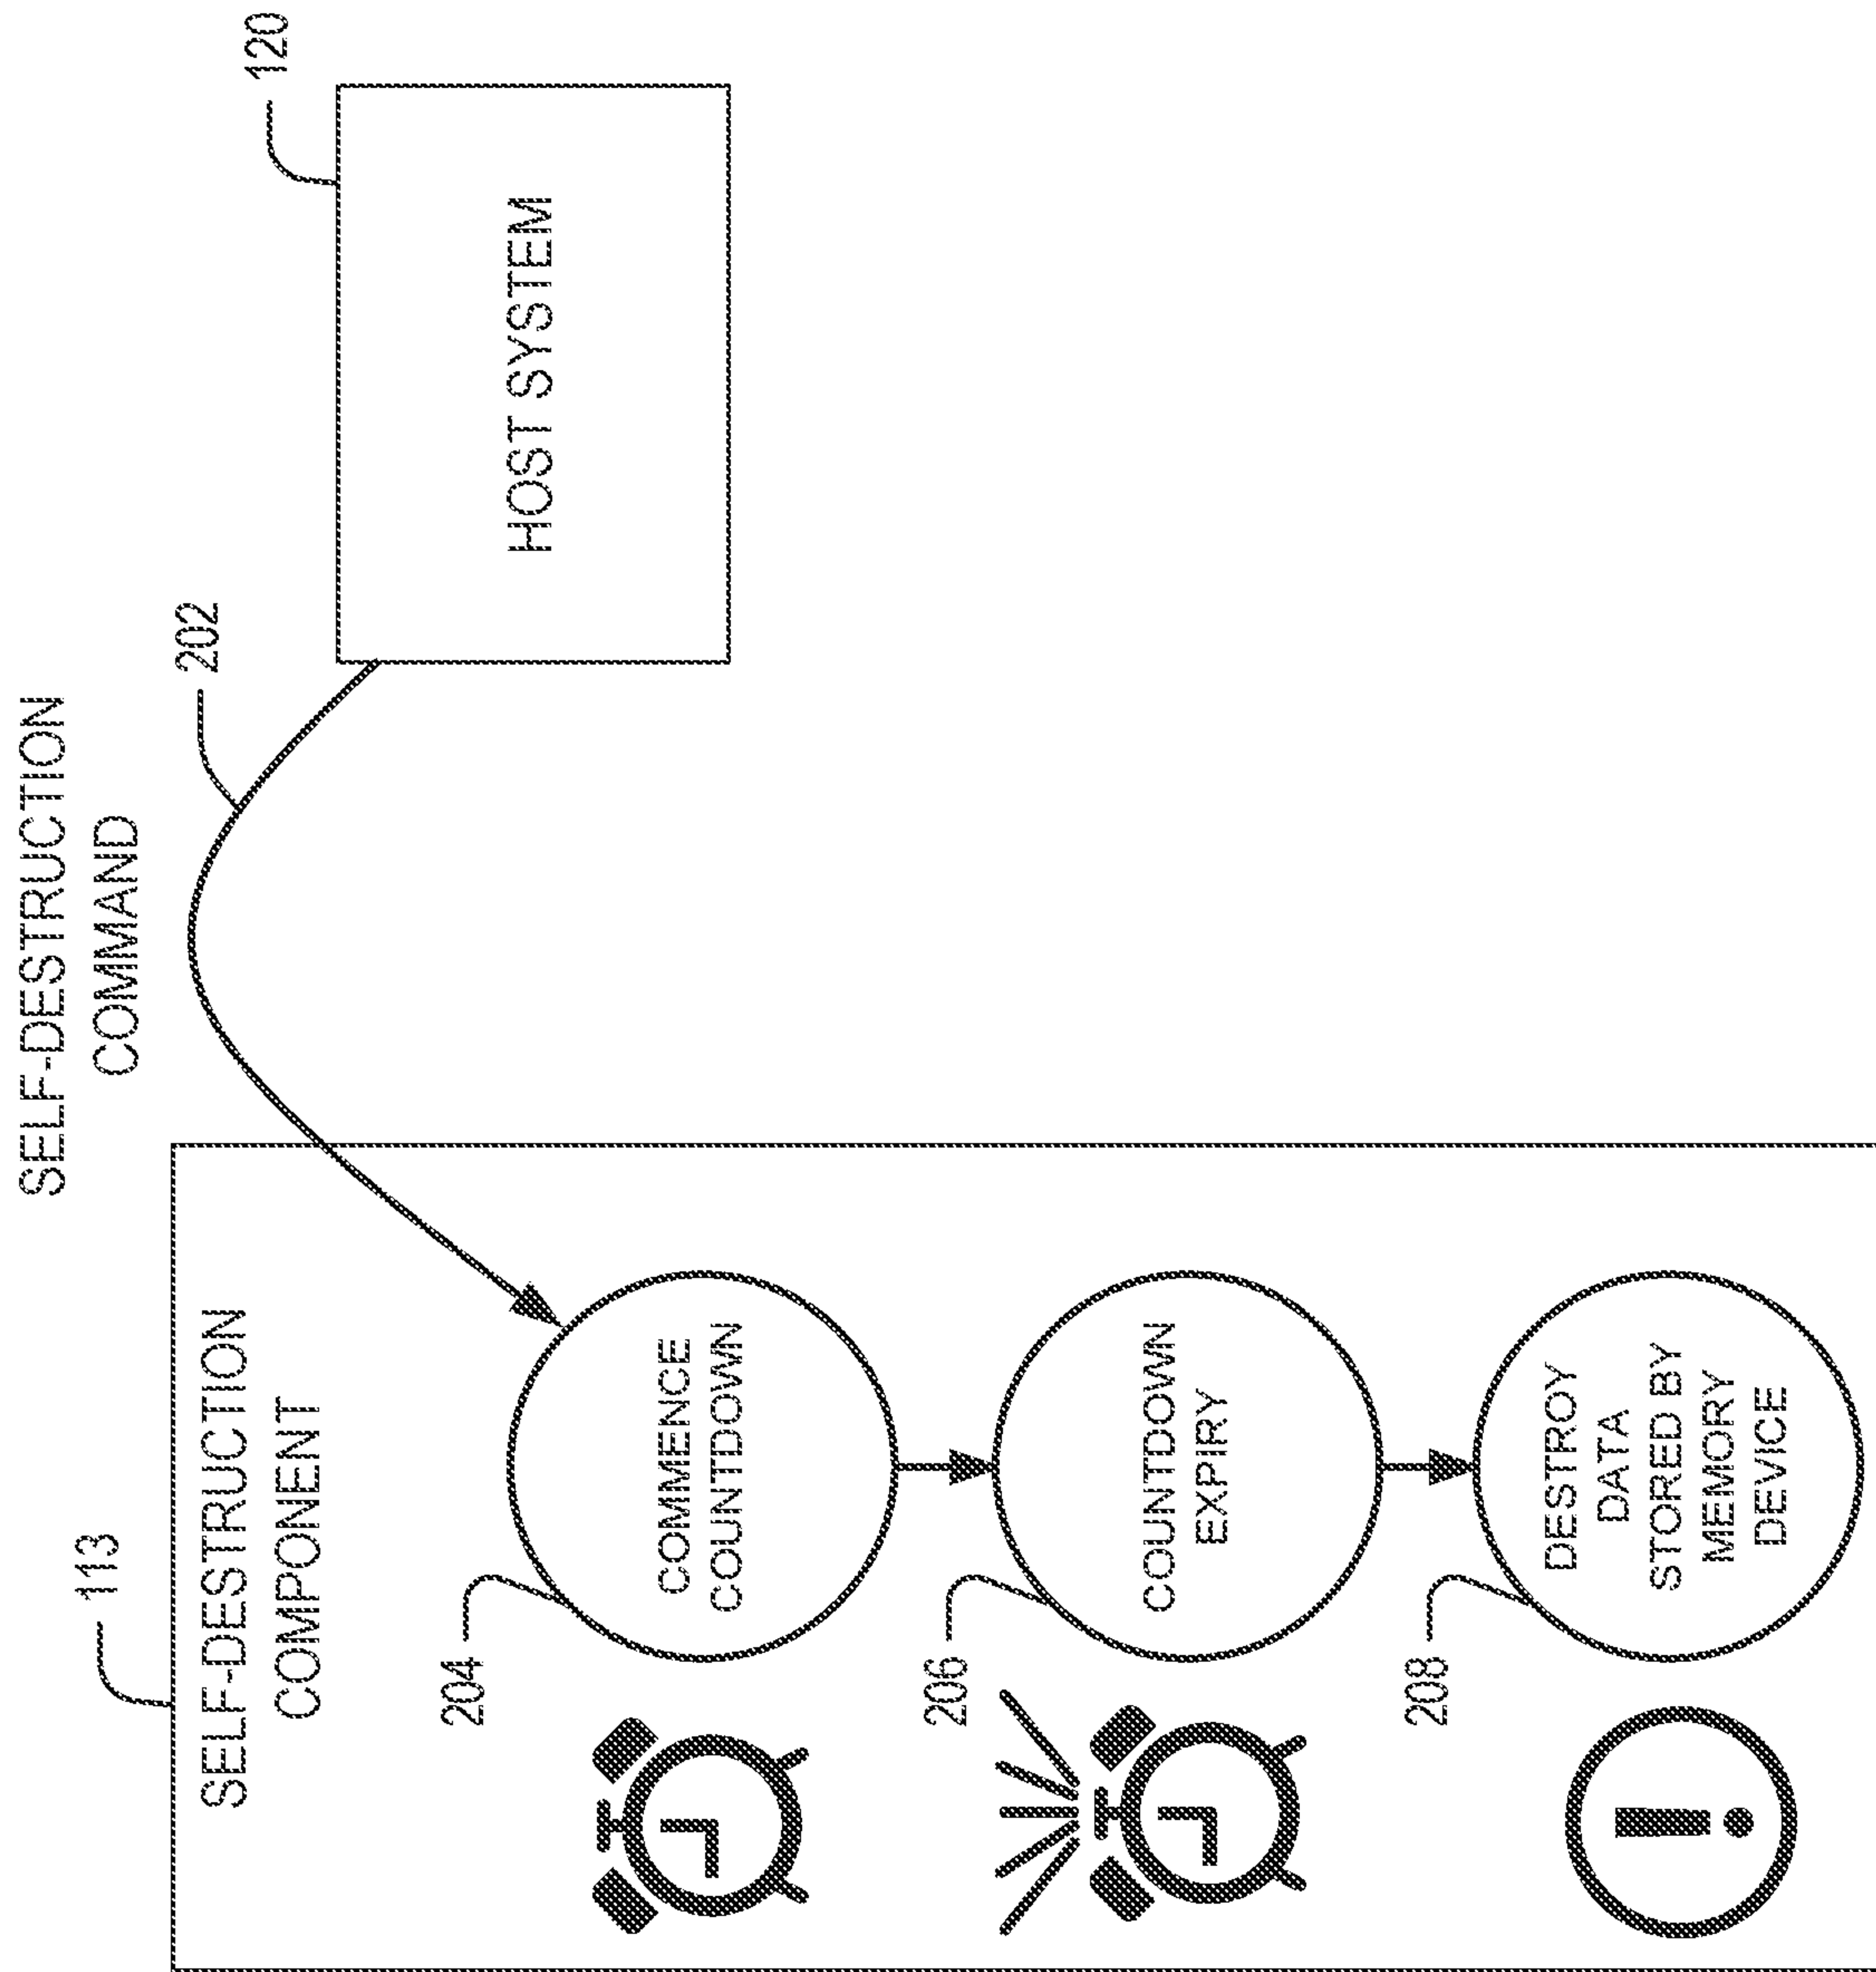 SELF-DESTRUCTION
COMMAND
113
202
120
SELF-DESTRUCTION
COMPONENT
HOST SYSTEM
204
COMMENCE
COUNTDOWN
206
COUNTDOWN
EXPIRY
208
DESTROY
DATA
STORED BY
MEMORY
DEVICE